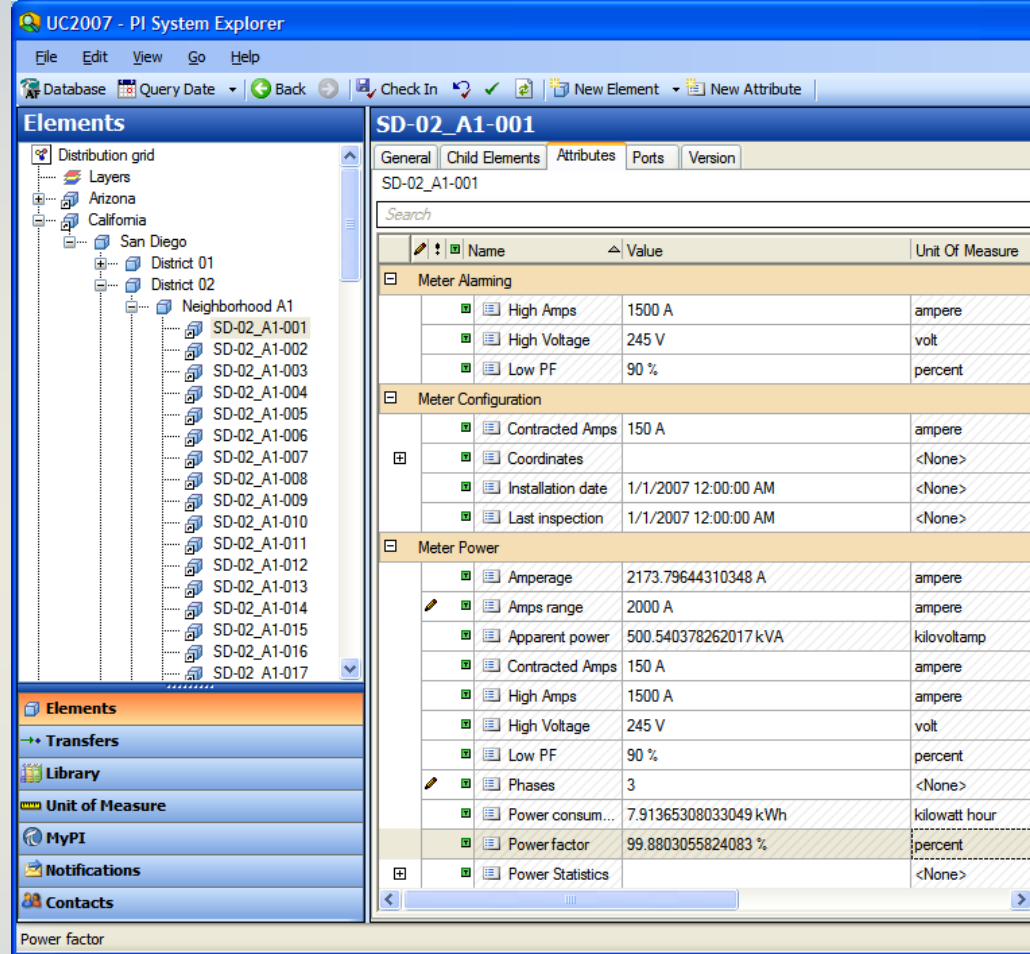 UC2007 - PI System Explorer
File Edit View Go Help
Database Query Date Back Check In New Element New Attribute
Elements
Distribution grid
Layers
Arizona
California
San Diego
District 01
District 02
Neighborhood A1
SD-02_A1-001
SD-02_A1-002
SD-02_A1-003
SD-02_A1-004
SD-02_A1-005
SD-02_A1-006
SD-02_A1-007
SD-02_A1-008
SD-02_A1-009
SD-02_A1-010
SD-02_A1-011
SD-02_A1-012
SD-02_A1-013
SD-02_A1-014
SD-02_A1-015
SD-02_A1-016
SD-02_A1-017
Elements
Transfers
Library
Unit of Measure
MyPI
Notifications
Contacts
SD-02_A1-001
General Child Elements Attributes Ports Version
SD-02_A1-001
Search
Name Value Unit Of Measure
Meter Alarming
High Amps 1500 A ampere
High Voltage 245 V volt
Low PF 90 % percent
Meter Configuration
Contracted Amps 150 A ampere
Coordinates <None>
Installation date 1/1/2007 12:00:00 AM <None>
Last inspection 1/1/2007 12:00:00 AM <None>
Meter Power
Amperage 2173.79644310348 A ampere
Amps range 2000 A ampere
Apparent power 500.540378262017 kVA kilovoltamp
Contracted Amps 150 A ampere
High Amps 1500 A ampere
High Voltage 245 V volt
Low PF 90 % percent
Phases 3 <None>
Power consum... 7.91365308033049 kWh kilowatt hour
Power factor 99.8803055824083 % percent
Power Statistics <None>
Power factor